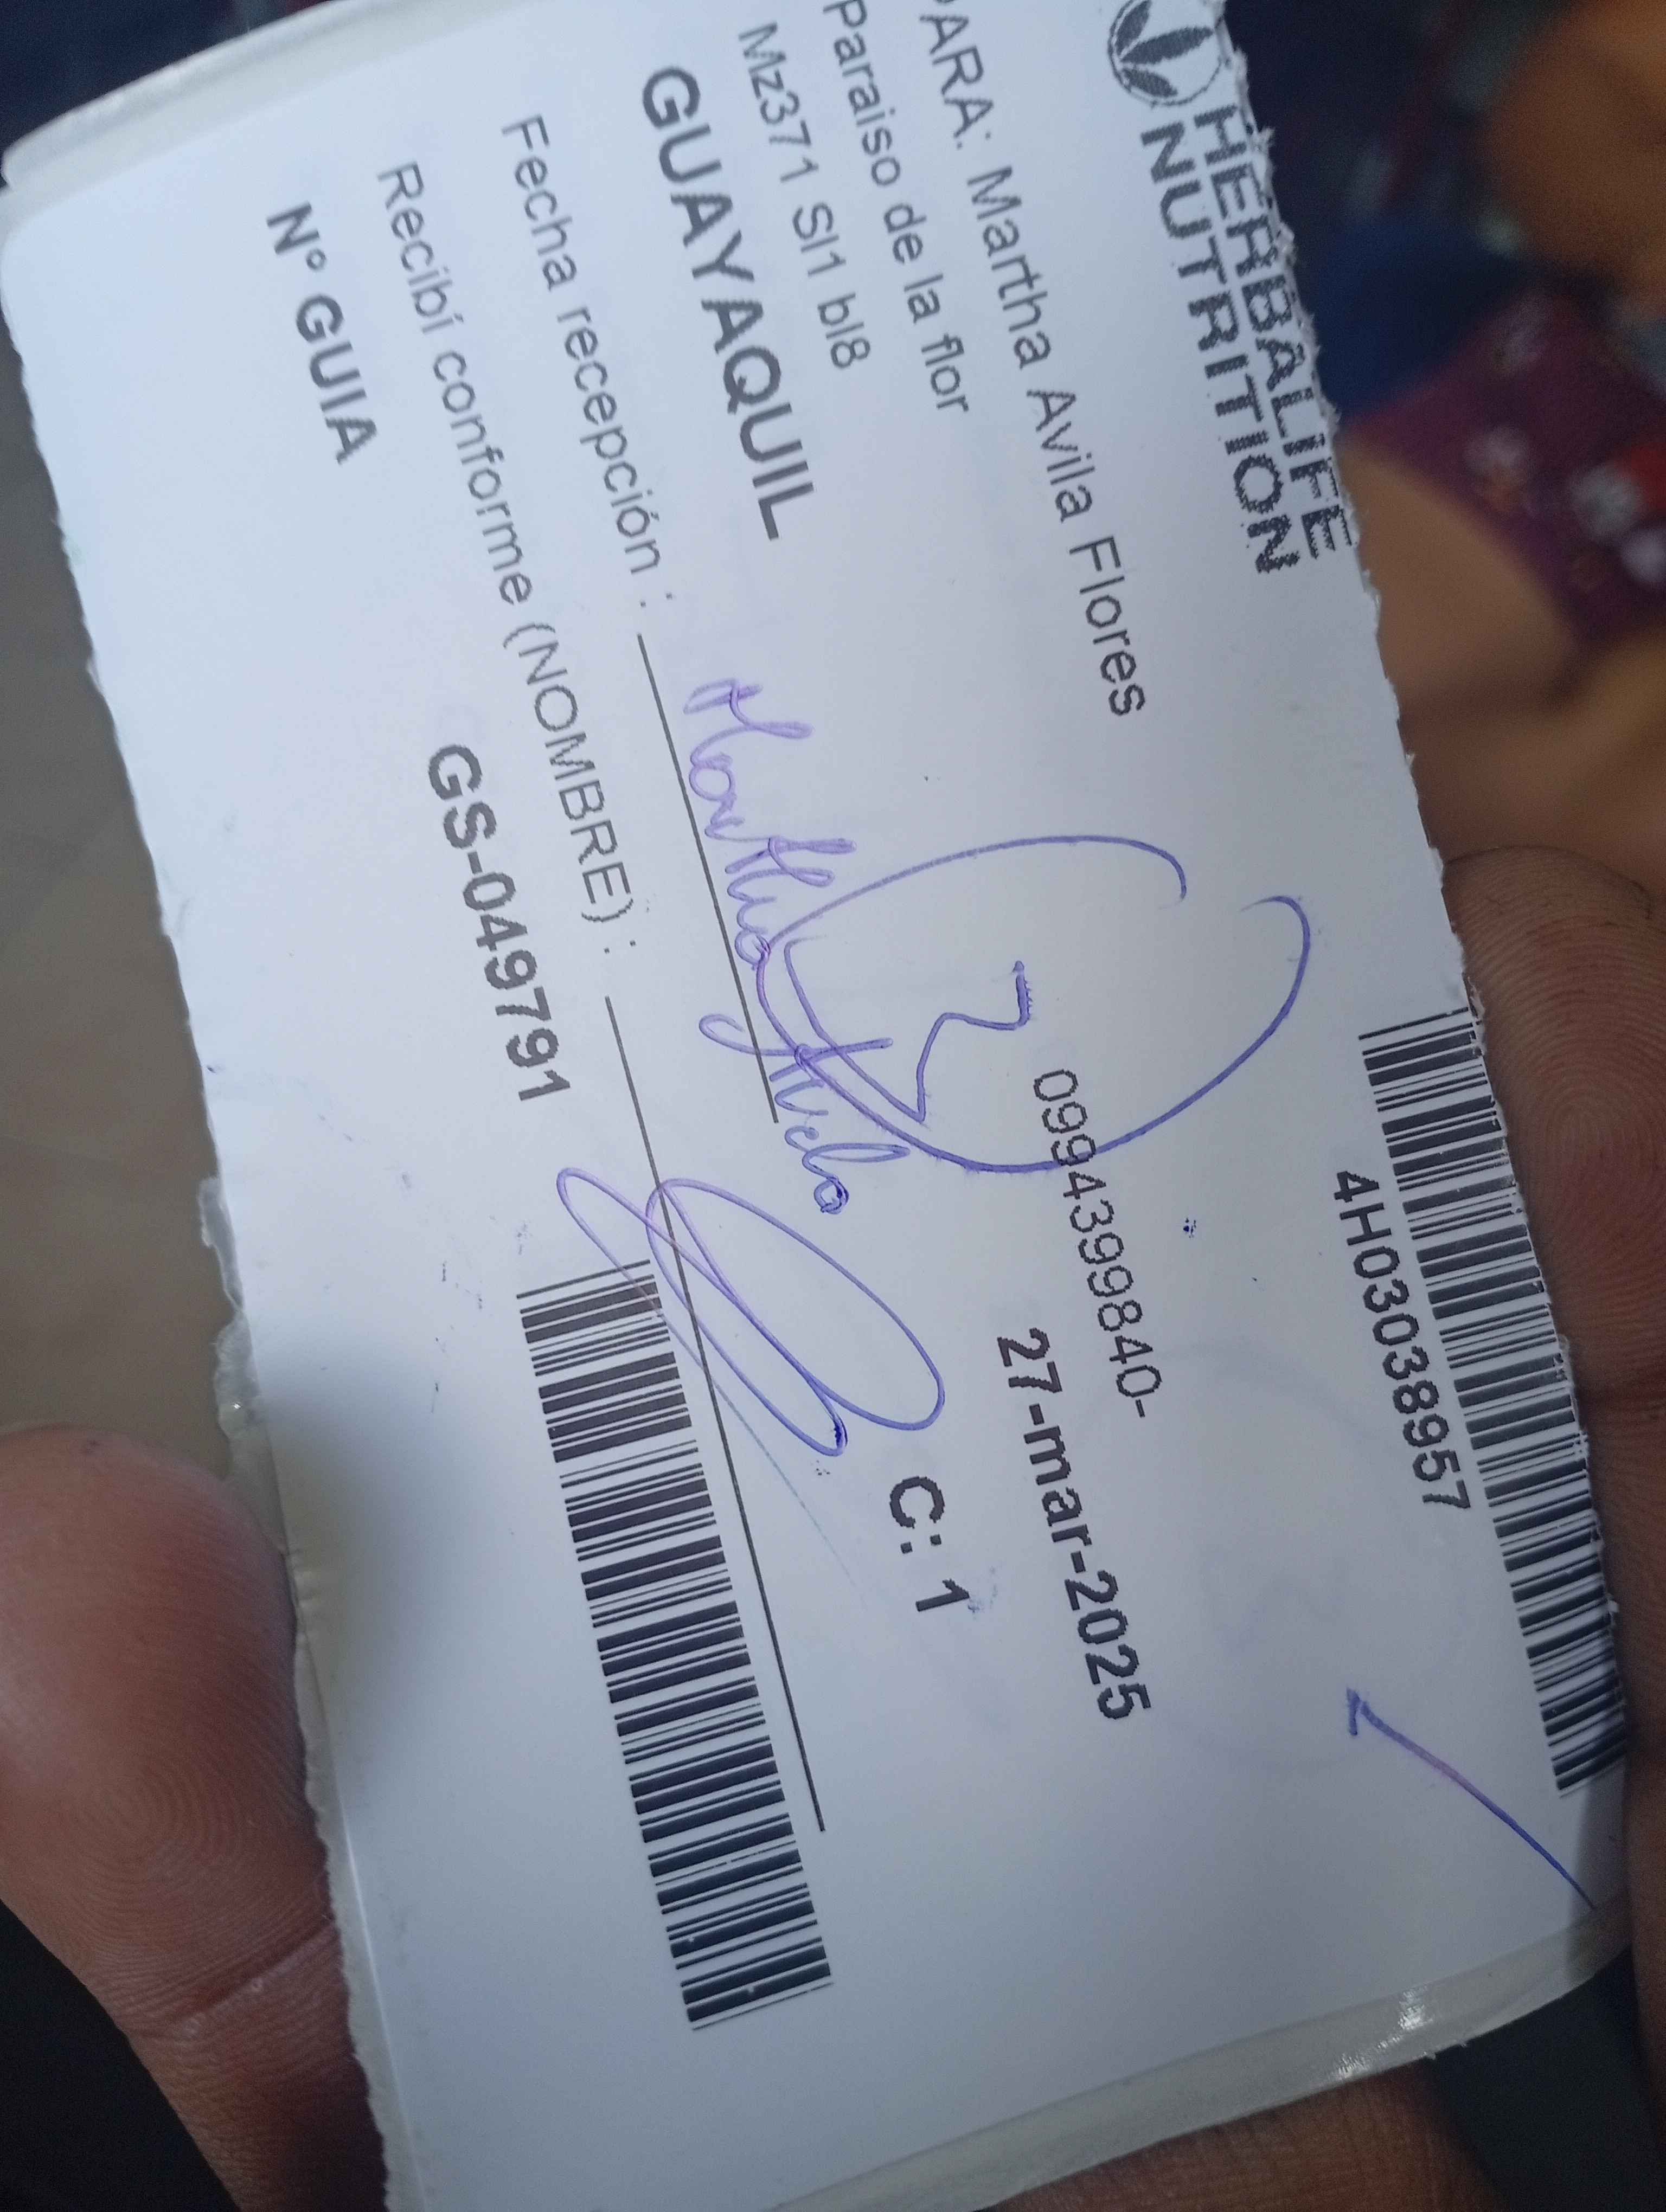 HERBALIFE
NUTRITION
4H03038957
PARA: Martha Avila Flores
0994399840-
Paraiso de la flor
Mz371 Sl1 bl8
27-mar-2025
GUAYAQUIL
C: 1
Fecha recepción :
Martha Avila
Recibí conforme (NOMBRE) :
Nº GUIA
GS-049791